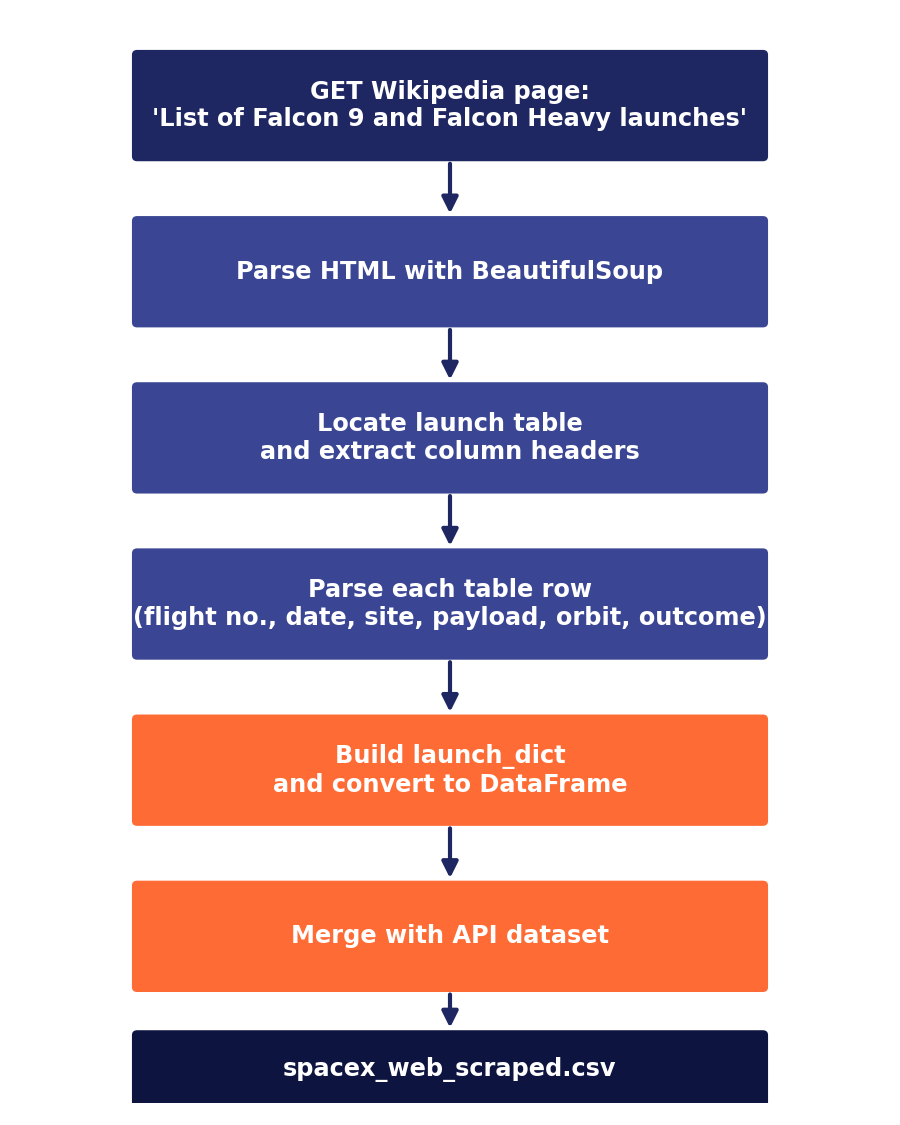 GET Wikipedia page:
'List of Falcon 9 and Falcon Heavy launches'
Parse HTML with BeautifulSoup
Locate launch table
and extract column headers
Parse each table row
(flight no., date, site, payload, orbit, outcome)
Build launch_dict
and convert to DataFrame
Merge with API dataset
spacex_web_scraped.csv